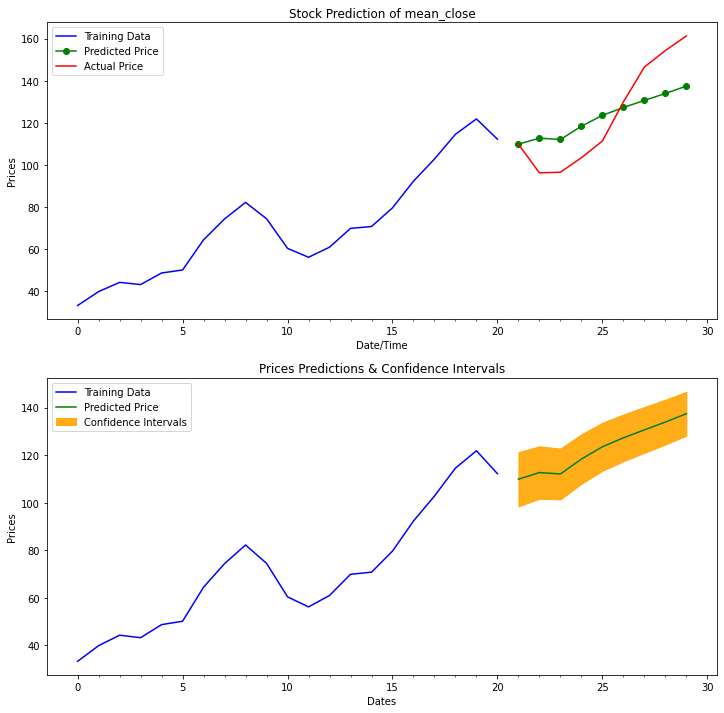 Stock Prediction of mean_close
Training Data
Predicted Price
Actual Price
160
140
120
100
80
60
40
Prices
0 5 10 15 20 25 30
Date/Time
Prices Predictions & Confidence Intervals
Training Data
Predicted Price
Confidence Intervals
140
120
100
80
60
40
Prices
0 5 10 15 20 25 30
Dates